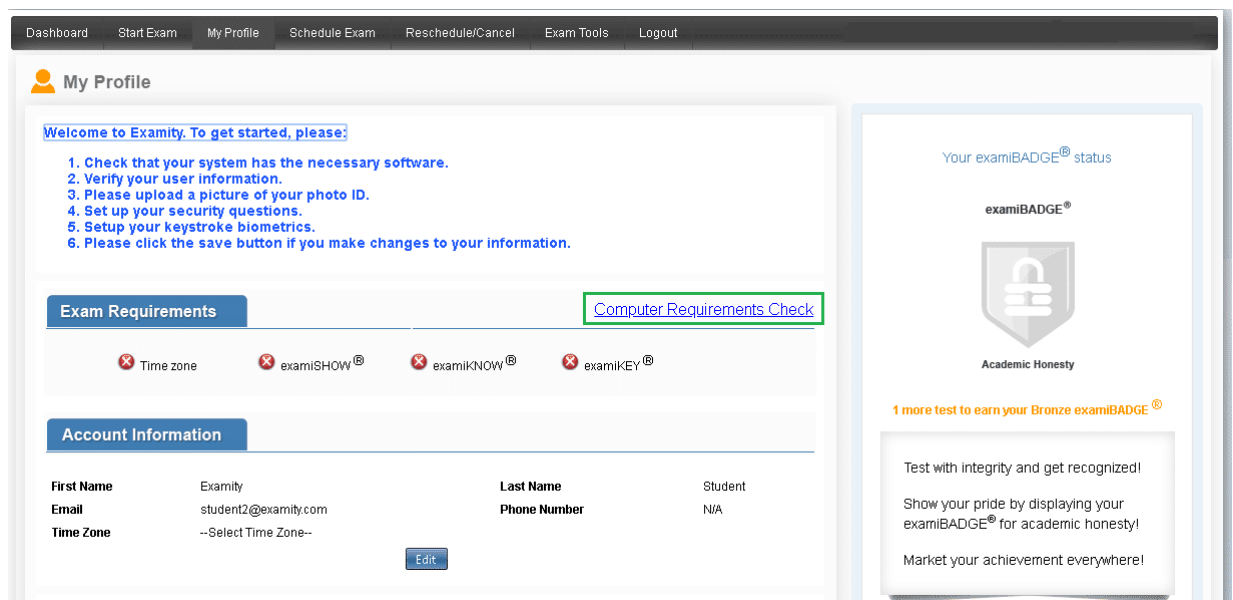 Dashboard Start Exam My Profile Schedule Exam Reschedule/Cancel Exam Tools Logout
My Profile
Welcome to Examity. To get started, please:
1. Check that your system has the necessary software.
2. Verify your user information.
3. Please upload a picture of your photo ID.
4. Set up your security questions.
5. Setup your keystroke biometrics.
6. Please click the save button if you make changes to your information.
Exam Requirements Computer Requirements Check
Time zone examiSHOW® examiKNOW® examiKEY®
Account Information
First Name Examity Last Name Student
Email student2@examity.com Phone Number N/A
Time Zone --Select Time Zone--
Edit
Your examiBADGE® status
examiBADGE®
Academic Honesty
1 more test to earn your Bronze examiBADGE ®
Test with integrity and get recognized!
Show your pride by displaying your
examiBADGE® for academic honesty!
Market your achievement everywhere!